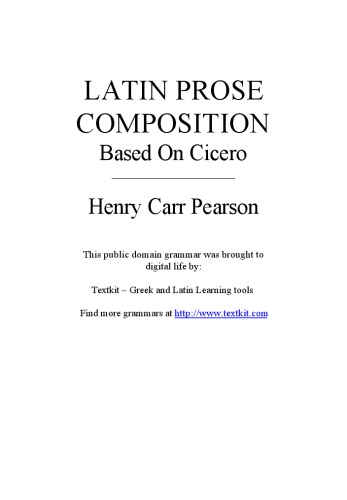 LATIN PROSE
COMPOSITION
Based On Cicero
Henry Carr Pearson
This public domain grammar was brought to
digital life by:
Textkit – Greek and Latin Learning tools
Find more grammars at http://www.textkit.com